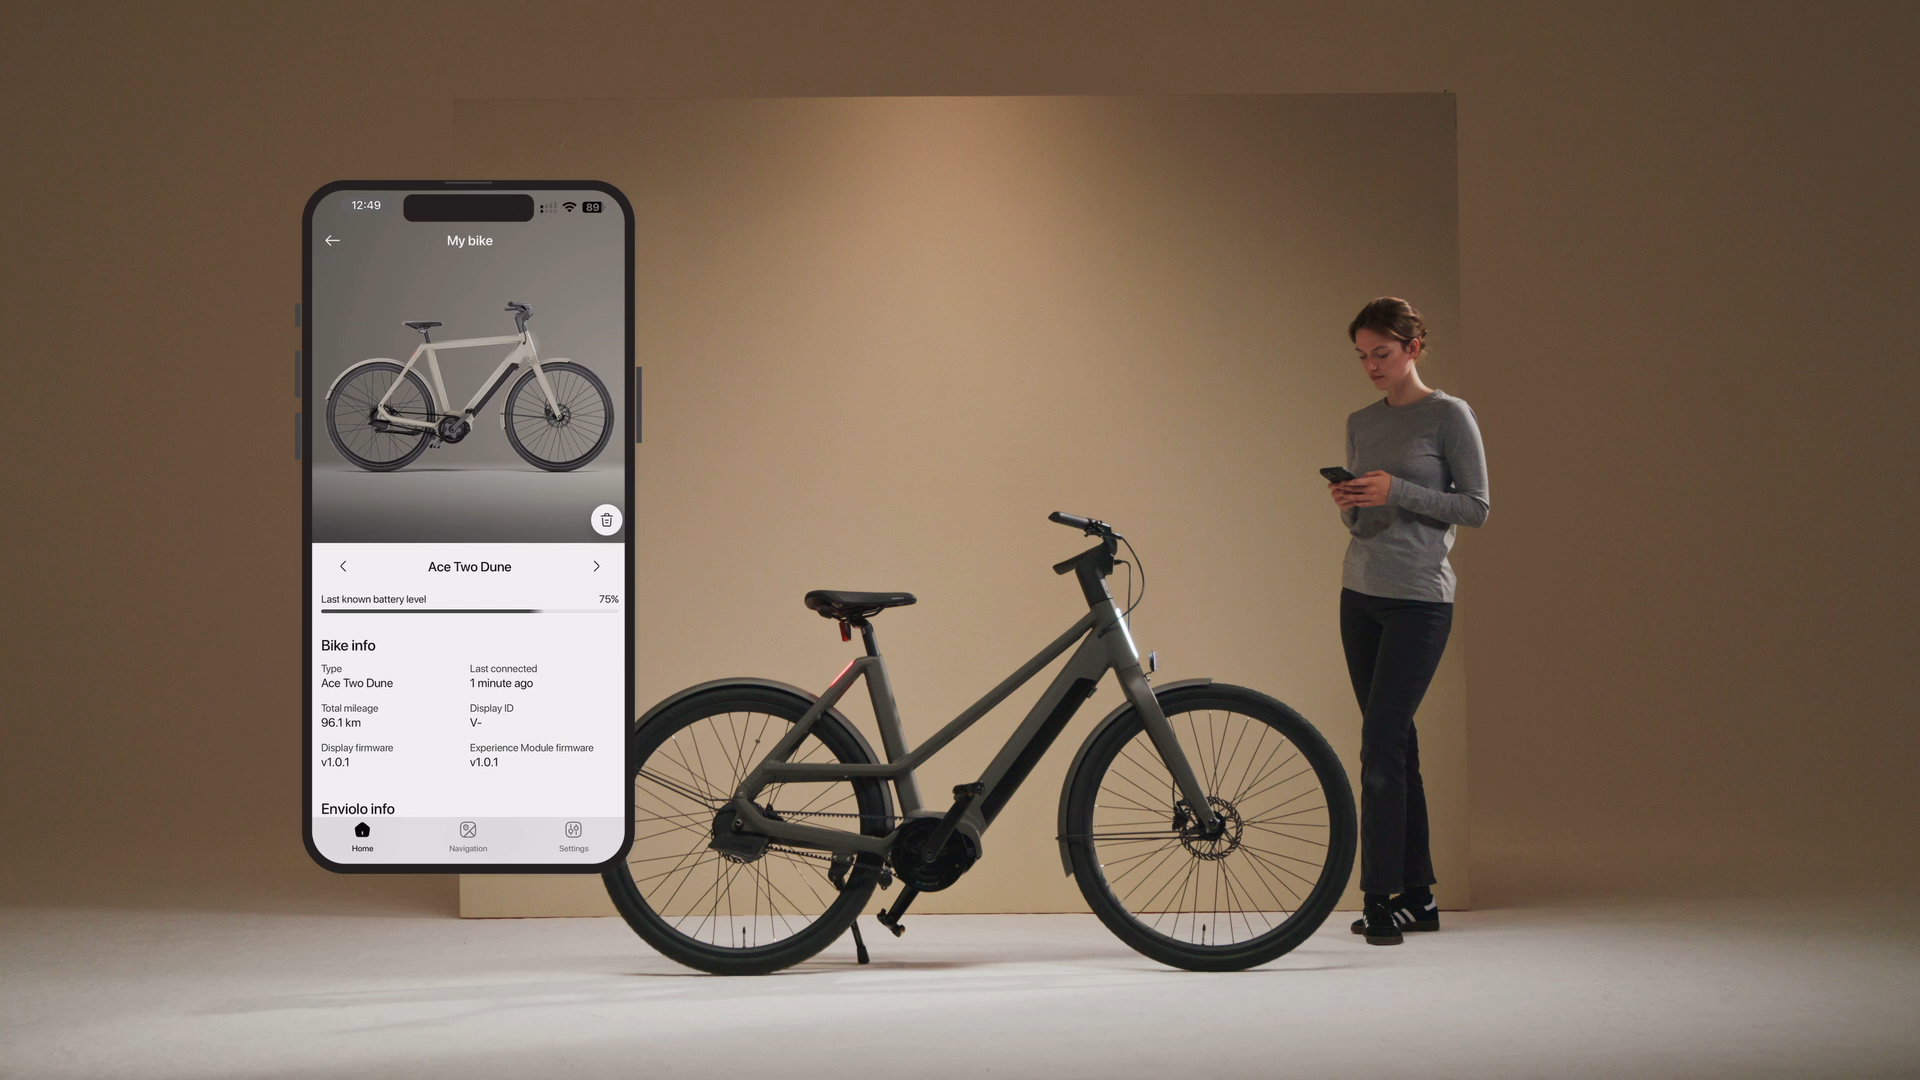 12:49
89
My bike
Ace Two Dune
Last known battery level 75%
Bike info
Type Last connected
Ace Two Dune 1 minute ago
Total mileage Display ID
96.1 km V-
Display firmware Experience Module firmware
v1.0.1 v1.0.1
Enviolo info
Home Navigation Settings